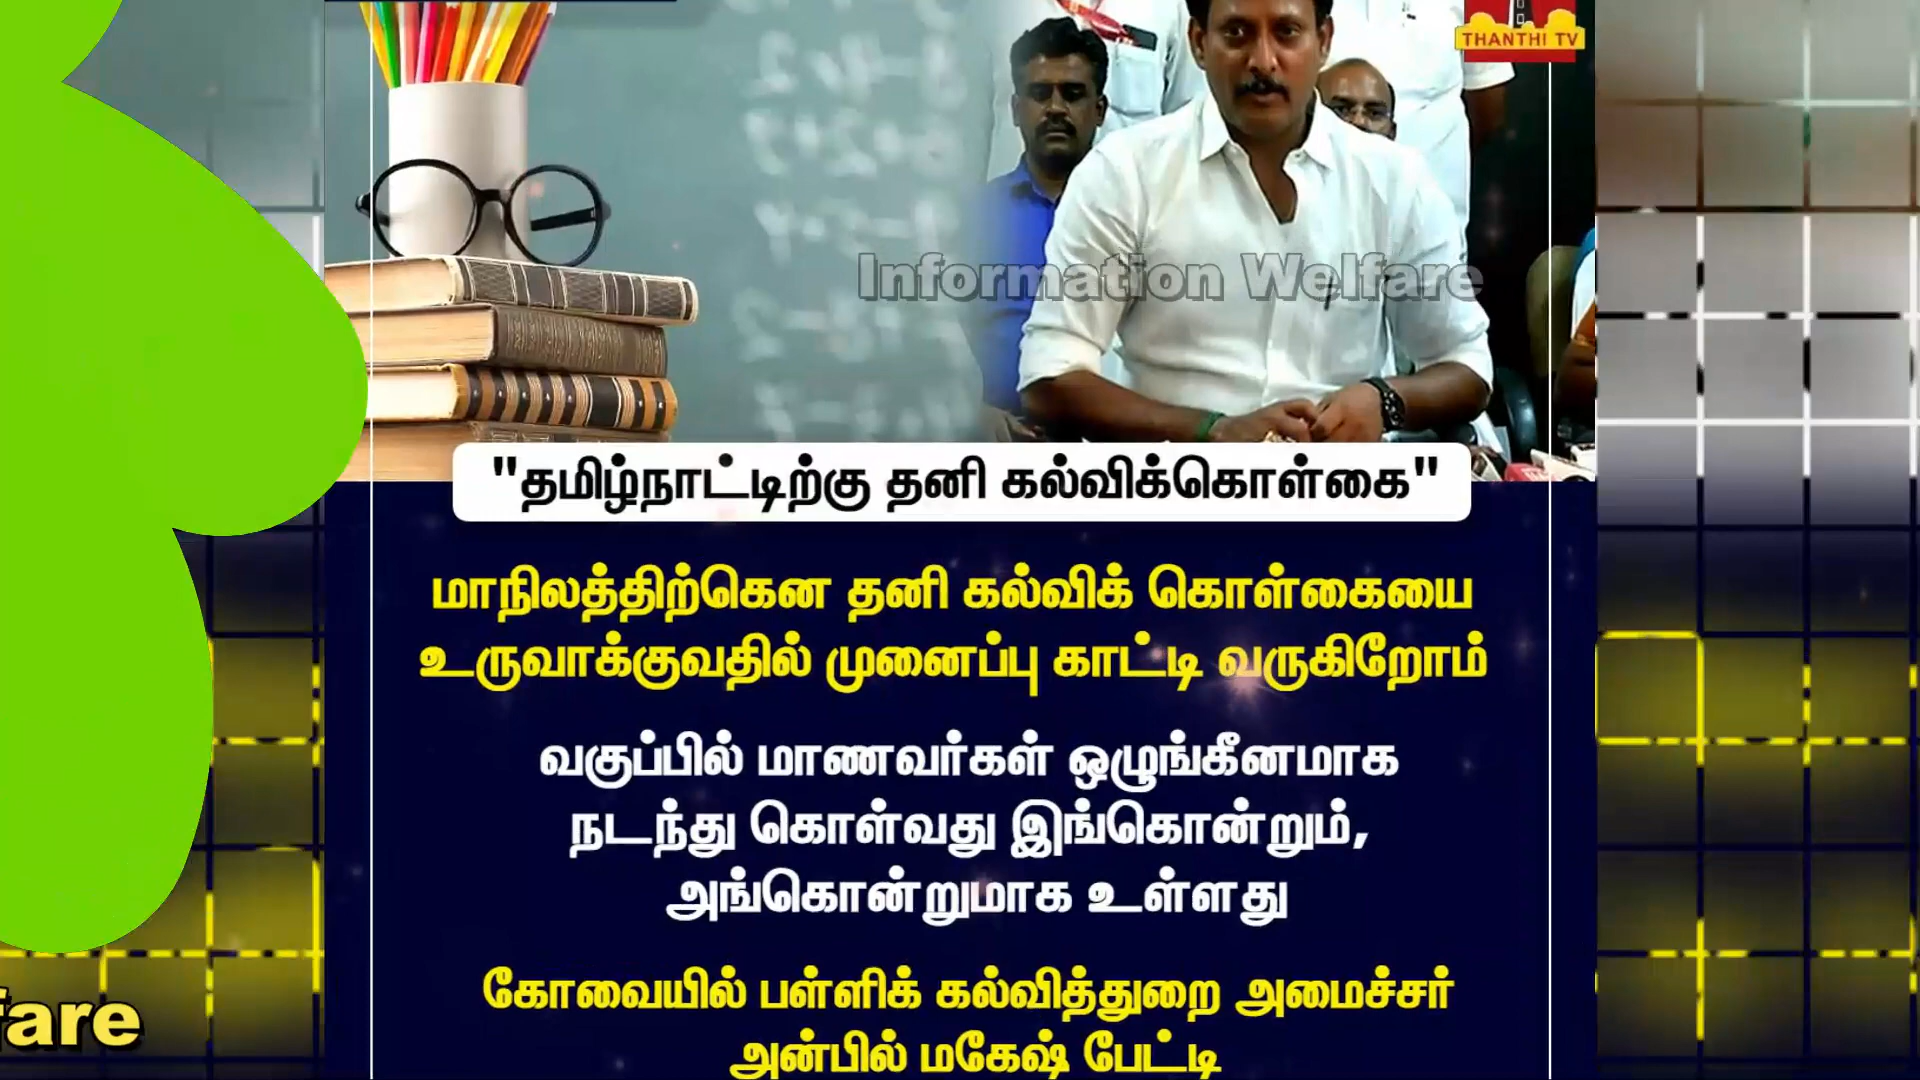 THANTHI TV
Information Welfare
"தமிழ்நாட்டிற்கு தனி கல்விக்கொள்கை"
மாநிலத்திற்கென தனி கல்விக் கொள்கையை
உருவாக்குவதில் முனைப்பு காட்டி வருகிறோம்
வகுப்பில் மாணவர்கள் ஒழுங்கீனமாக
நடந்து கொள்வது இங்கொன்றும்,
அங்கொன்றுமாக உள்ளது
கோவையில் பள்ளிக் கல்வித்துறை அமைச்சர்
அன்பில் மகேஷ் பேட்டி
fare